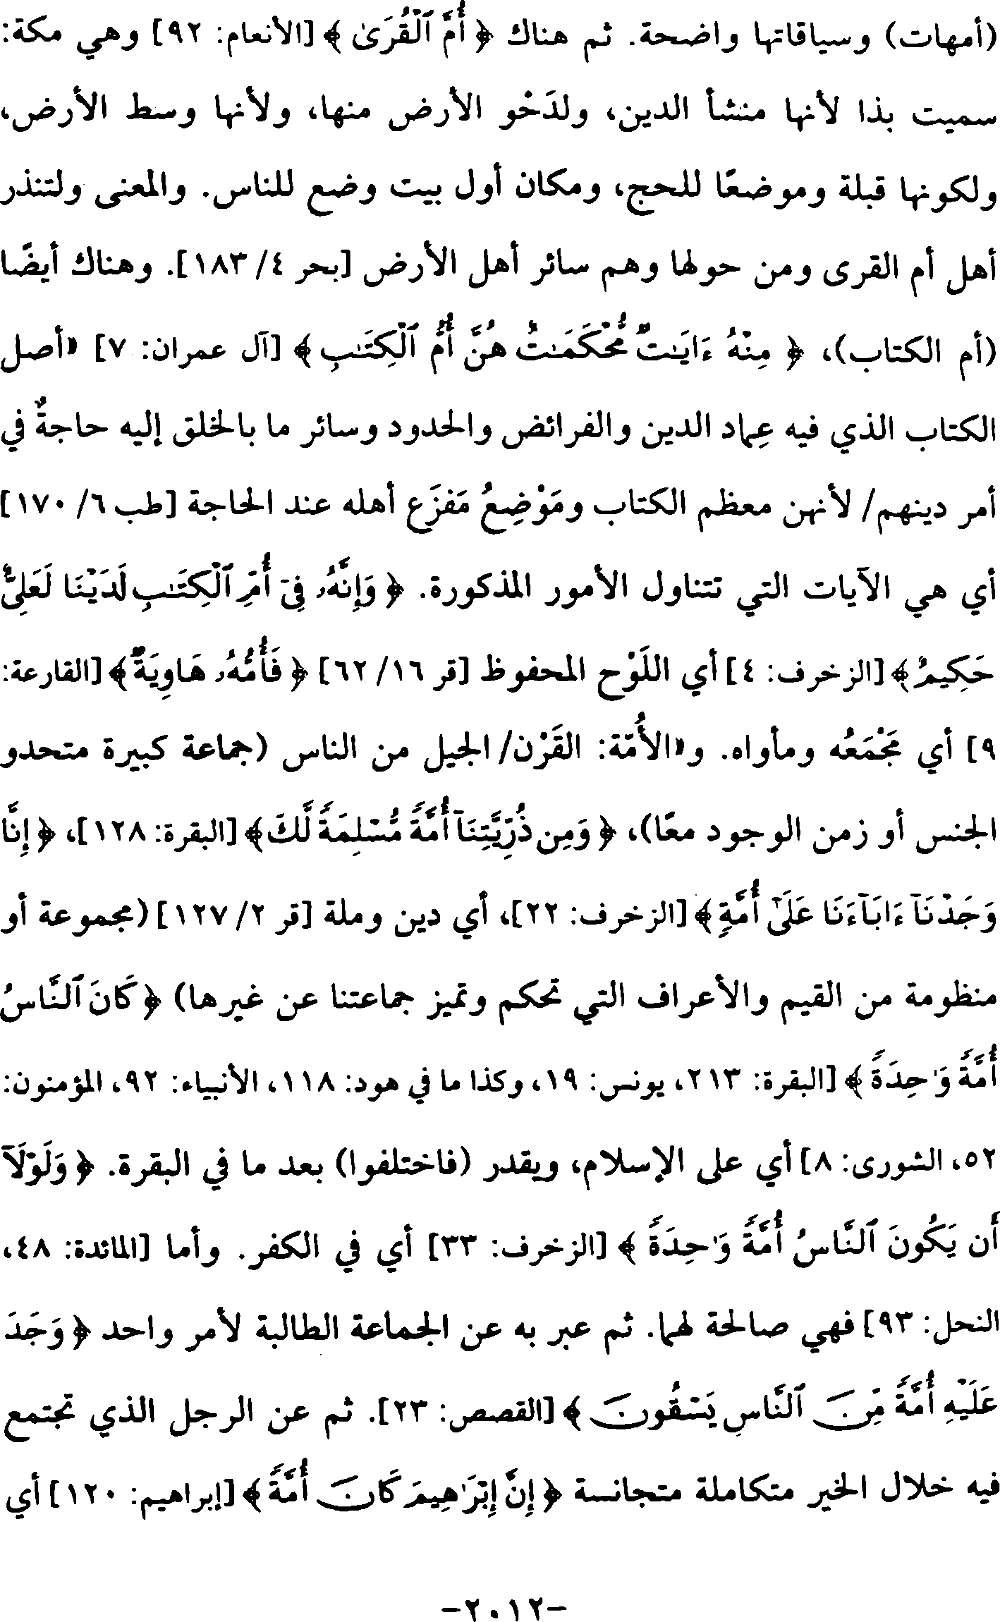 (أمهات) وسياقاتها واضحة. ثم هناك ﴿ أُمَّ ٱلْقُرَىٰ ﴾ [الأنعام: ٩٢] وهي مكة:
سميت بذا لأنها منشأ الدين، ولدَحْو الأرض منها، ولأنها وسط الأرض،
ولكونها قبلة وموضعًا للحج، ومكان أول بيت وضع للناس. والمعنى ولتنذر
أهل أم القرى ومن حولها وهم سائر أهل الأرض [بحر ٤/ ١٨٣]. وهناك أيضًا
(أم الكتاب)، ﴿ مِنْهُ ءَايَـٰتٌ مُّحْكَمَـٰتٌ هُنَّ أُمُّ ٱلْكِتَـٰبِ ﴾ [آل عمران: ٧] «أصل
الكتاب الذي فيه عِماد الدين والفرائض والحدود وسائر ما بالخلق إليه حاجةٌ في
أمر دينهم/ لأنهن معظم الكتاب ومَوْضِعُ مَفزَع أهله عند الحاجة [طب ٦/ ١٧٠]
أي هي الآيات التي تتناول الأمور المذكورة. ﴿ وَإِنَّهُۥ فِىٓ أُمِّ ٱلْكِتَـٰبِ لَدَيْنَا لَعَلِىٌّ
حَكِيمٌ ﴾ [الزخرف: ٤] أي اللَوْح المحفوظ [قر ١٦/ ٦٢] ﴿ فَأُمُّهُۥ هَاوِيَةٌ ﴾ [القارعة:
٩] أي مَجْمَعُه ومأواه. و«الأُمّة: القَرْن/ الجيل من الناس (جماعة كبيرة متحدو
الجنس أو زمن الوجود معًا)، ﴿ وَمِن ذُرِّيَّتِنَآ أُمَّةً مُّسْلِمَةً لَّكَ ﴾ [البقرة: ١٢٨]، ﴿ إِنَّا
وَجَدْنَآ ءَابَآءَنَا عَلَىٰٓ أُمَّةٍ ﴾ [الزخرف: ٢٢]، أي دين وملة [قر ٢/ ١٢٧] (مجموعة أو
منظومة من القيم والأعراف التي تحكم وتميز جماعتنا عن غيرها) ﴿ كَانَ ٱلنَّاسُ
أُمَّةً وَٰحِدَةً ﴾ [البقرة: ٢١٣، يونس: ١٩، وكذا ما في هود: ١١٨، الأنبياء: ٩٢، المؤمنون:
٥٢، الشورى: ٨] أي على الإسلام، ويقدر (فاختلفوا) بعد ما في البقرة. ﴿ وَلَوْلَآ
أَن يَكُونَ ٱلنَّاسُ أُمَّةً وَٰحِدَةً ﴾ [الزخرف: ٣٣] أي في الكفر. وأما [المائدة: ٤٨،
النحل: ٩٣] فهي صالحة لهما. ثم عبر به عن الجماعة الطالبة لأمر واحد ﴿ وَجَدَ
عَلَيْهِ أُمَّةً مِّنَ ٱلنَّاسِ يَسْقُونَ ﴾ [القصص: ٢٣]. ثم عن الرجل الذي تجتمع
فيه خلال الخير متكاملة متجانسة ﴿ إِنَّ إِبْرَٰهِيمَ كَانَ أُمَّةً ﴾ [إبراهيم: ١٢٠] أي
-٢٠١٢-